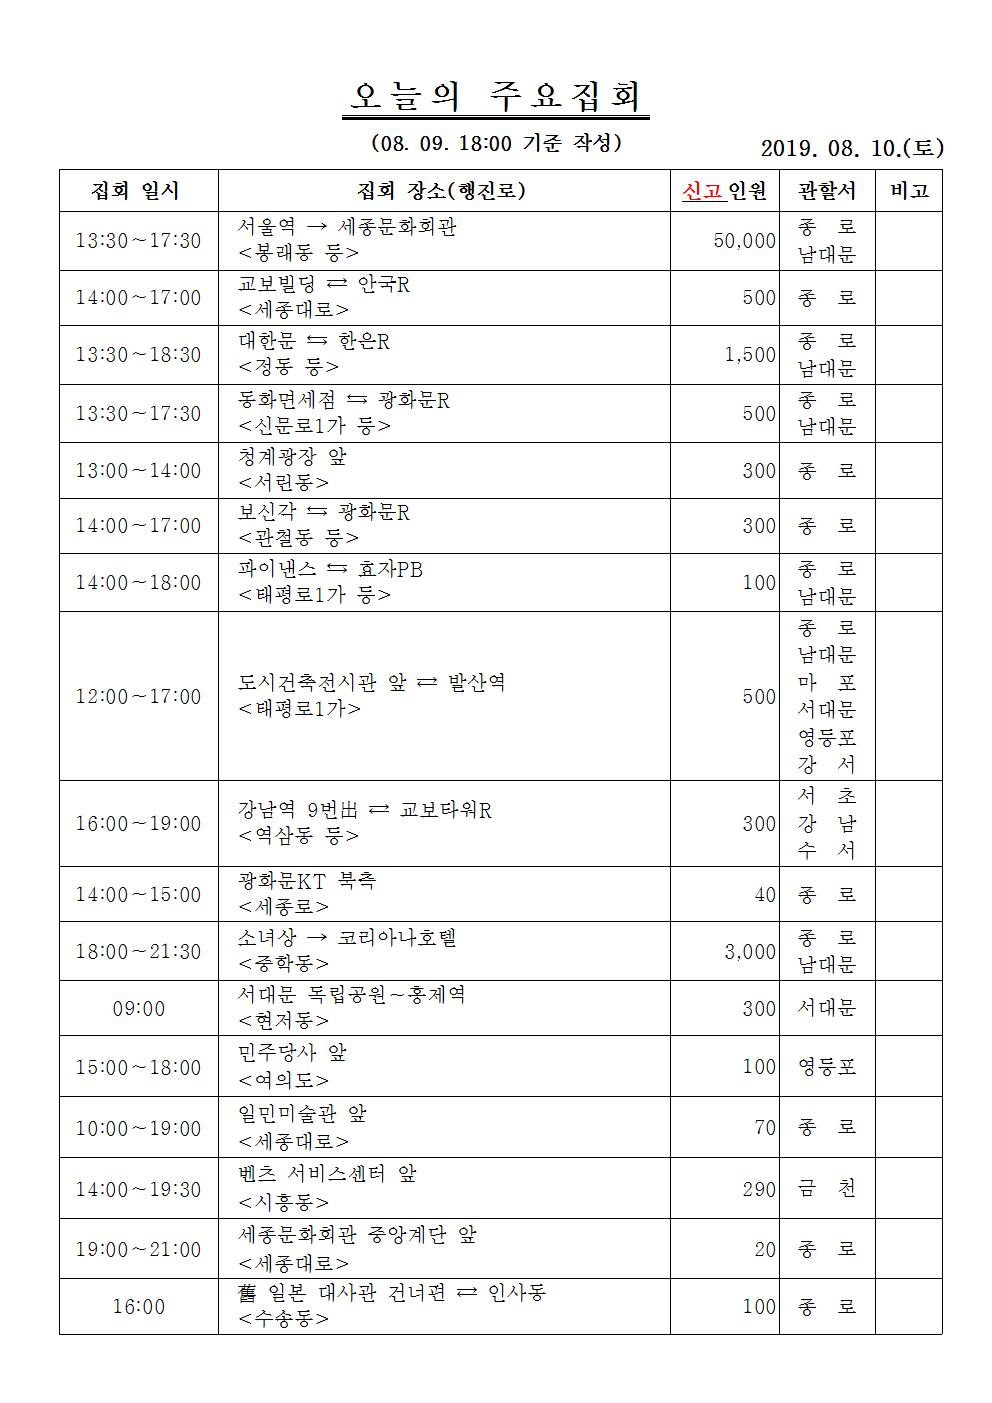 오늘의 주요집회
(08. 09. 18:00 기준 작성)
2019. 08. 10.(토)
집회 일시 집회 장소(행진로) 신고인원 관할서 비고
13:30~17:30 서울역 → 세종문화회관 50,000 종 로
<봉래동 등> 남대문
14:00~17:00 교보빌딩 ⇄ 안국R 500 종 로
<세종대로>
13:30~18:30 대한문 ⇆ 한은R 1,500 종 로
<정동 등> 남대문
13:30~17:30 동화면세점 ⇆ 광화문R 500 종 로
<신문로1가 등> 남대문
13:00~14:00 청계광장 앞 300 종 로
<서린동>
14:00~17:00 보신각 ⇆ 광화문R 300 종 로
<관철동 등>
14:00~18:00 파이낸스 ⇆ 효자PB 100 종 로
<태평로1가 등> 남대문
12:00~17:00 도시건축전시관 앞 ⇄ 발산역 500 종 로
<태평로1가> 남대문
마 포
서대문
영등포
강 서
16:00~19:00 강남역 9번出 ⇄ 교보타워R 300 서 초
<역삼동 등> 강 남
수 서
14:00~15:00 광화문KT 북측 40 종 로
<세종로>
18:00~21:30 소녀상 → 코리아나호텔 3,000 종 로
<중학동> 남대문
09:00 서대문 독립공원~홍제역 300 서대문
<현저동>
15:00~18:00 민주당사 앞 100 영등포
<여의도>
10:00~19:00 일민미술관 앞 70 종 로
<세종대로>
14:00~19:30 벤츠 서비스센터 앞 290 금 천
<시흥동>
19:00~21:00 세종문화회관 중앙계단 앞 20 종 로
<세종대로>
16:00 舊 일본 대사관 건너편 ⇄ 인사동 100 종 로
<수송동>